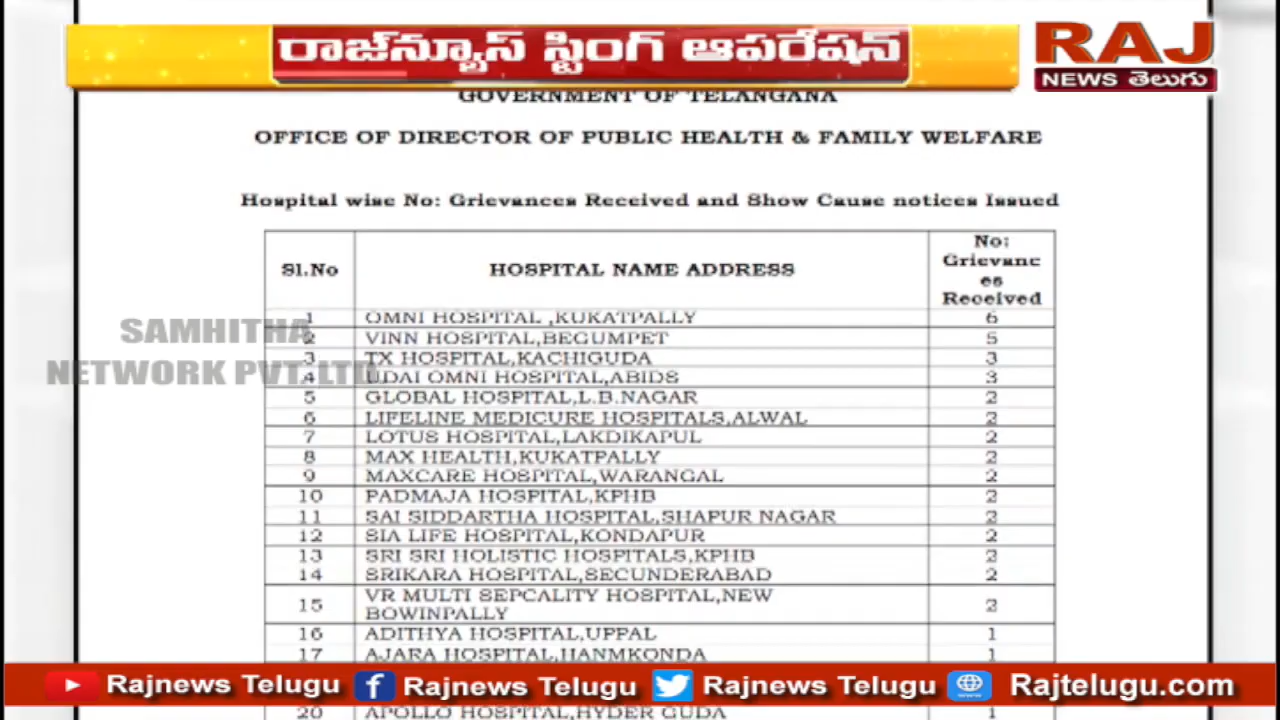 రాజ్‌న్యూస్ స్టింగ్ ఆపరేషన్
RAJ
NEWS తెలుగు
GOVERNMENT OF TELANGANA
OFFICE OF DIRECTOR OF PUBLIC HEALTH & FAMILY WELFARE
Hospital wise No: Grievances Received and Show Cause notices Issued
Sl.No HOSPITAL NAME ADDRESS No:
Grievanc
es
Received
1 OMNI HOSPITAL ,KUKATPALLY 6
2 VINN HOSPITAL,BEGUMPET 5
3 TX HOSPITAL,KACHIGUDA 3
4 UDAI OMNI HOSPITAL,ABIDS 3
5 GLOBAL HOSPITAL,L.B.NAGAR 2
6 LIFELINE MEDICURE HOSPITALS,ALWAL 2
7 LOTUS HOSPITAL,LAKDIKAPUL 2
8 MAX HEALTH,KUKATPALLY 2
9 MAXCARE HOSPITAL,WARANGAL 2
10 PADMAJA HOSPITAL,KPHB 2
11 SAI SIDDARTHA HOSPITAL,SHAPUR NAGAR 2
12 SIA LIFE HOSPITAL,KONDAPUR 2
13 SRI SRI HOLISTIC HOSPITALS,KPHB 2
14 SRIKARA HOSPITAL,SECUNDERABAD 2
15 VR MULTI SEPCALITY HOSPITAL,NEW 2
BOWINPALLY
16 ADITHYA HOSPITAL,UPPAL 1
17 AJARA HOSPITAL,HANMKONDA 1
20 APOLLO HOSPITAL,HYDER GUDA 1
SAMHITHA
NETWORK PVT.LTD.
Rajnews Telugu Rajnews Telugu Rajnews Telugu Rajtelugu.com